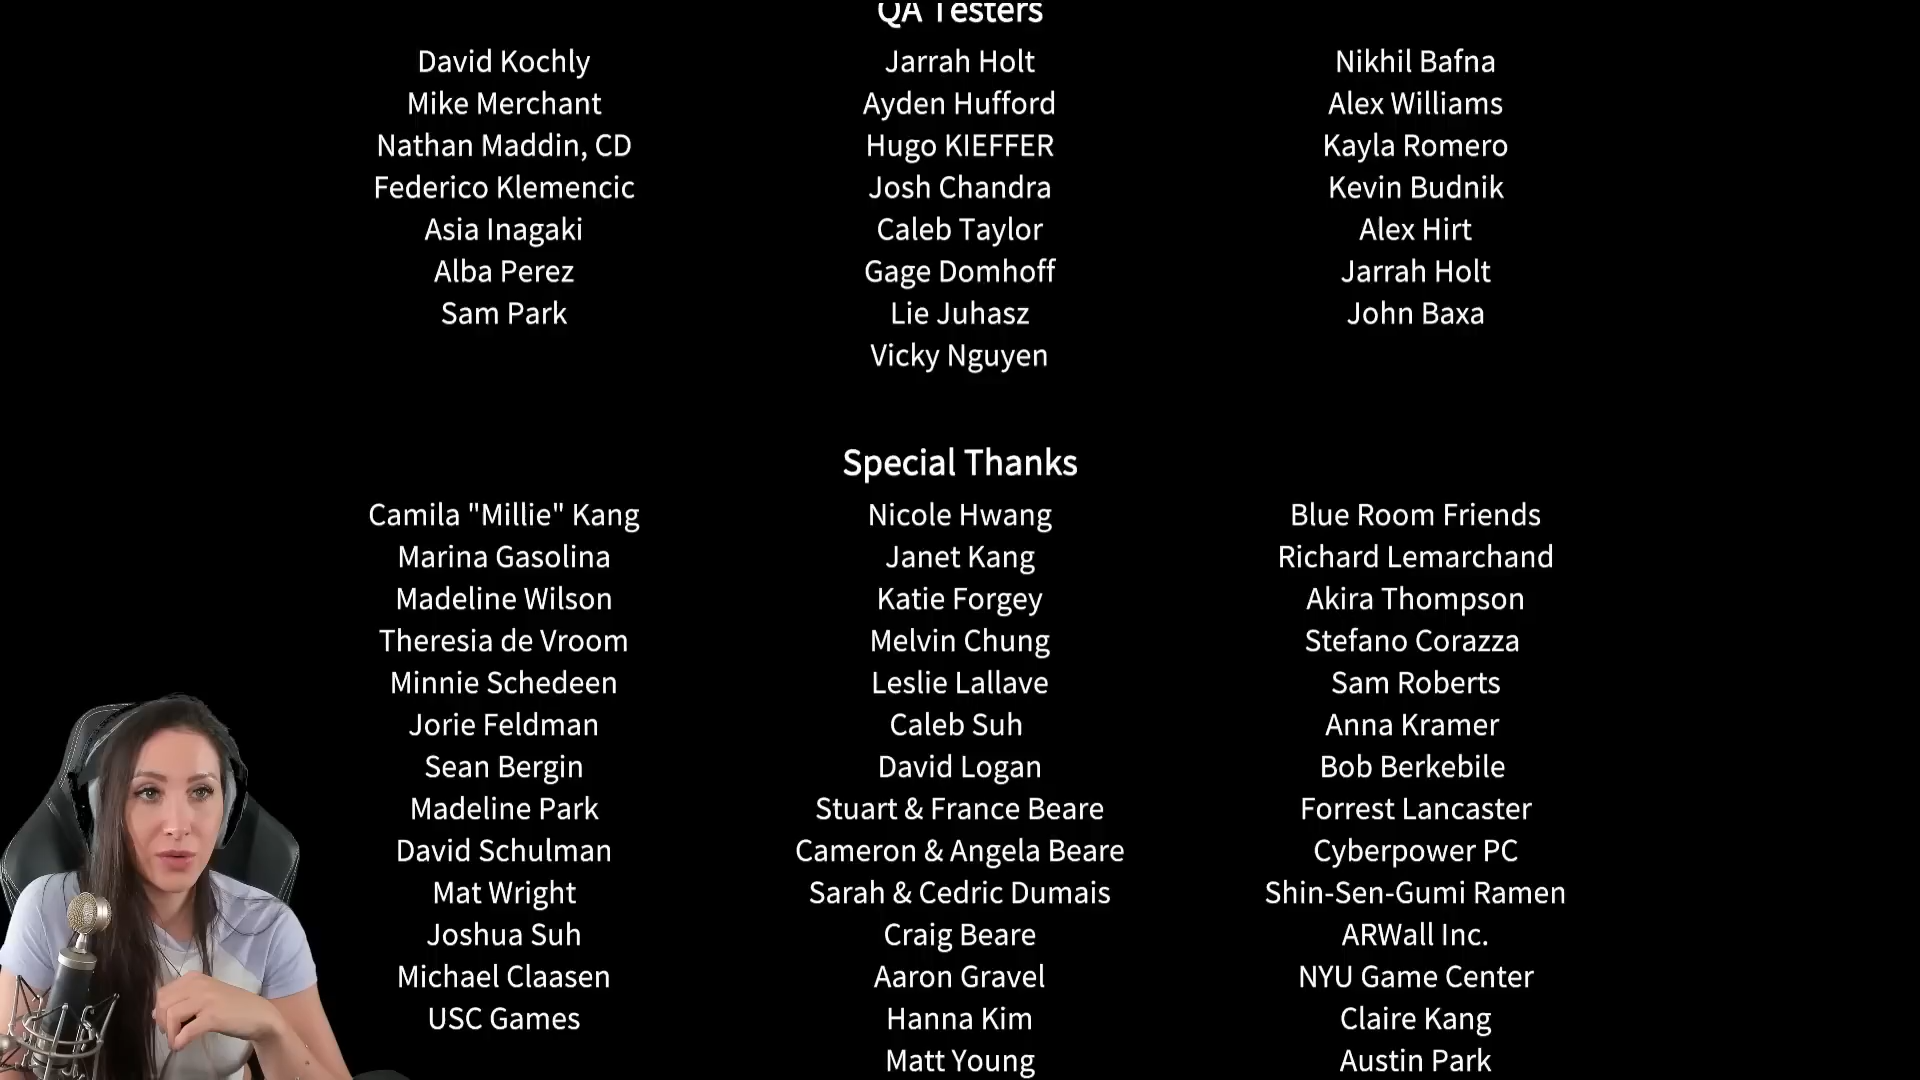 QA Testers
David Kochly
Mike Merchant
Nathan Maddin, CD
Federico Klemencic
Asia Inagaki
Alba Perez
Sam Park
Jarrah Holt
Ayden Hufford
Hugo KIEFFER
Josh Chandra
Caleb Taylor
Gage Domhoff
Lie Juhasz
Vicky Nguyen
Nikhil Bafna
Alex Williams
Kayla Romero
Kevin Budnik
Alex Hirt
Jarrah Holt
John Baxa
Special Thanks
Camila "Millie" Kang
Marina Gasolina
Madeline Wilson
Theresia de Vroom
Minnie Schedeen
Jorie Feldman
Sean Bergin
Madeline Park
David Schulman
Mat Wright
Joshua Suh
Michael Claasen
USC Games
Nicole Hwang
Janet Kang
Katie Forgey
Melvin Chung
Leslie Lallave
Caleb Suh
David Logan
Stuart & France Beare
Cameron & Angela Beare
Sarah & Cedric Dumais
Craig Beare
Aaron Gravel
Hanna Kim
Matt Young
Blue Room Friends
Richard Lemarchand
Akira Thompson
Stefano Corazza
Sam Roberts
Anna Kramer
Bob Berkebile
Forrest Lancaster
Cyberpower PC
Shin-Sen-Gumi Ramen
ARWall Inc.
NYU Game Center
Claire Kang
Austin Park